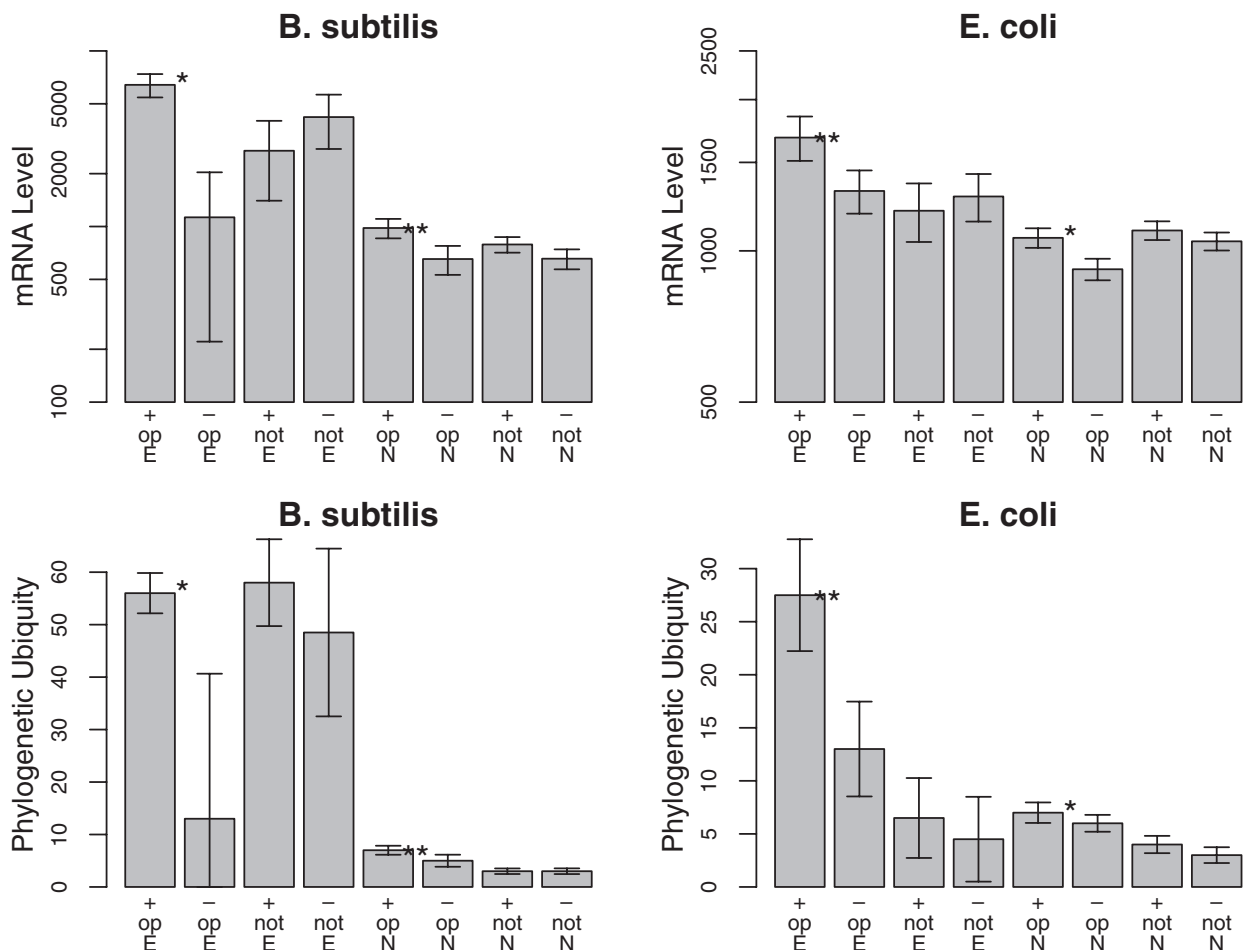 B. subtilis
mRNA Level
5000
2000
500
100
*
**
+ – + – + – + –
op op not not op op not not
E E E E N N N N
E. coli
mRNA Level
2500
1500
1000
500
**
*
+ – + – + – + –
op op not not op op not not
E E E E N N N N
B. subtilis
Phylogenetic Ubiquity
60
50
40
30
20
10
0
*
**
+ – + – + – + –
op op not not op op not not
E E E E N N N N
E. coli
Phylogenetic Ubiquity
30
25
20
15
10
5
0
**
*
+ – + – + – + –
op op not not op op not not
E E E E N N N N